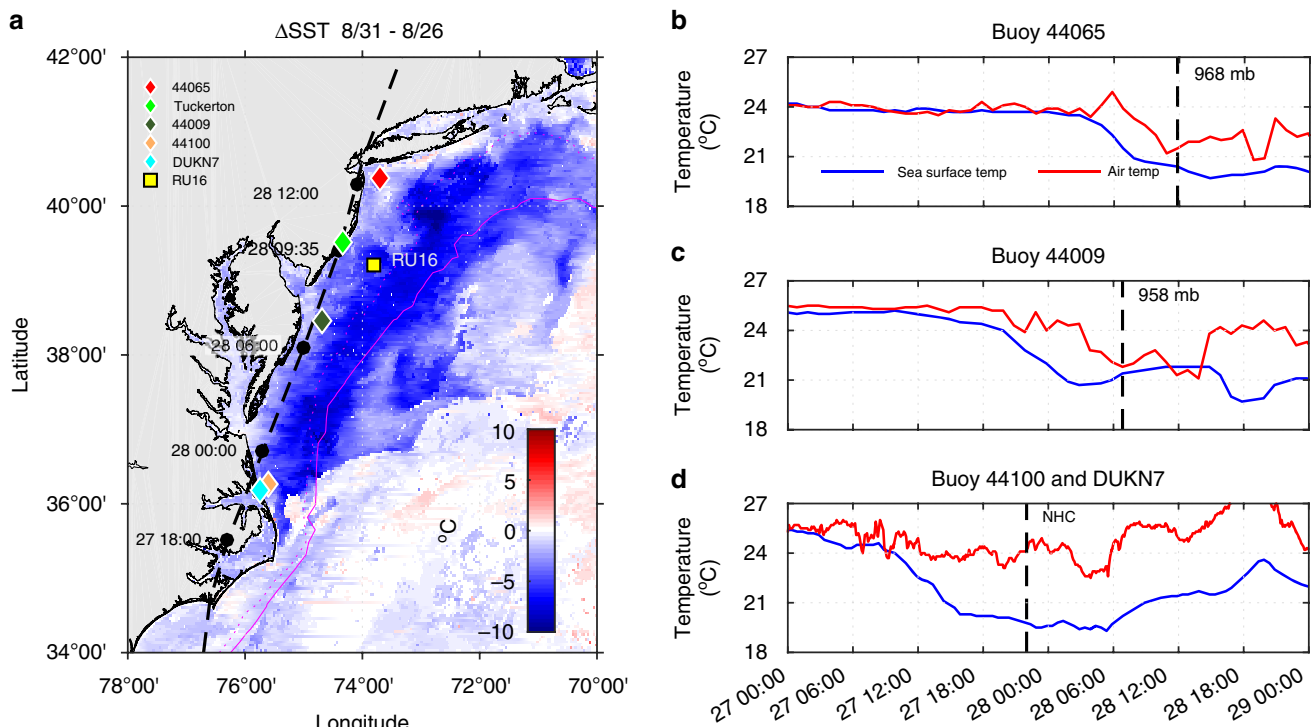 a
ΔSST 8/31 - 8/26
42°00'
40°00'
38°00'
36°00'
34°00'
Latitude
78°00'
76°00'
74°00'
72°00'
70°00'
Longitude
44065
Tuckerton
44009
44100
DUKN7
RU16
28 12:00
28 09:35
RU16
28 06:00
28 00:00
27 18:00
10
5
0
−5
−10
°C
b
Buoy 44065
27
24
21
18
Temperature
(°C)
968 mb
Sea surface temp
Air temp
c
Buoy 44009
27
24
21
18
Temperature
(°C)
958 mb
d
Buoy 44100 and DUKN7
27
24
21
18
Temperature
(°C)
NHC
27 00:00
27 06:00
27 12:00
27 18:00
28 00:00
28 06:00
28 12:00
28 18:00
29 00:00